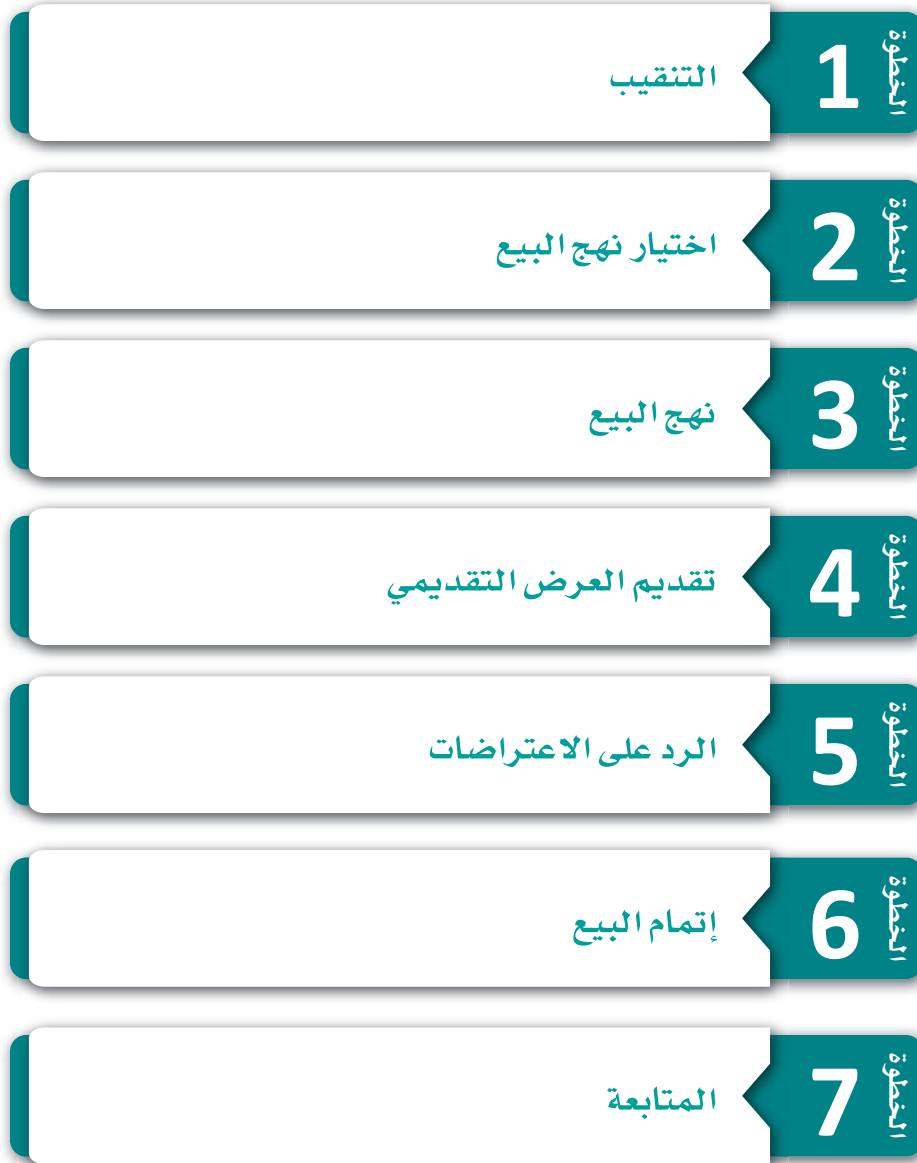 الخطوة 1
التنقيب
الخطوة 2
اختيار نهج البيع
الخطوة 3
نهج البيع
الخطوة 4
تقديم العرض التقديمي
الخطوة 5
الرد على الاعتراضات
الخطوة 6
إتمام البيع
الخطوة 7
المتابعة